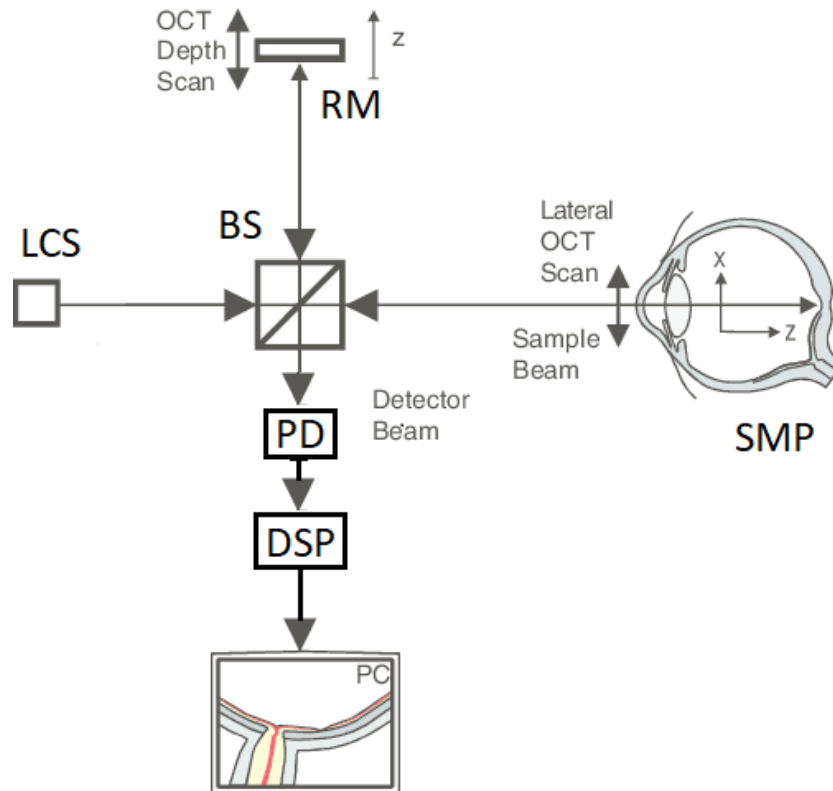 OCT
Depth
Scan
z
RM
BS
LCS
Lateral
OCT
Scan
x
z
Sample
Beam
SMP
Detector
Beam
PD
DSP
PC